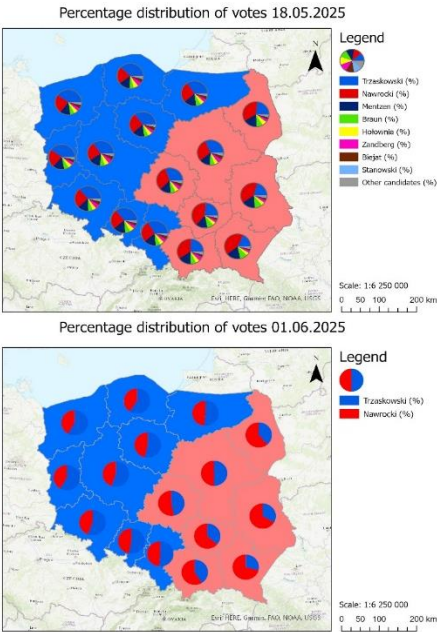 Percentage distribution of votes 18.05.2025
Legend
N
Trzaskowski (%)
Nawrocki (%)
Mentzen (%)
Braun (%)
Hołownia (%)
Zandberg (%)
Biejat (%)
Stanowski (%)
Other candidates (%)
Scale: 1:6 250 000
0 50 100 200 km
Esri, HERE, Garmin, FAO, NOAA, USGS
Percentage distribution of votes 01.06.2025
Legend
N
Trzaskowski (%)
Nawrocki (%)
Scale: 1:6 250 000
0 50 100 200 km
Esri, HERE, Garmin, FAO, NOAA, USGS